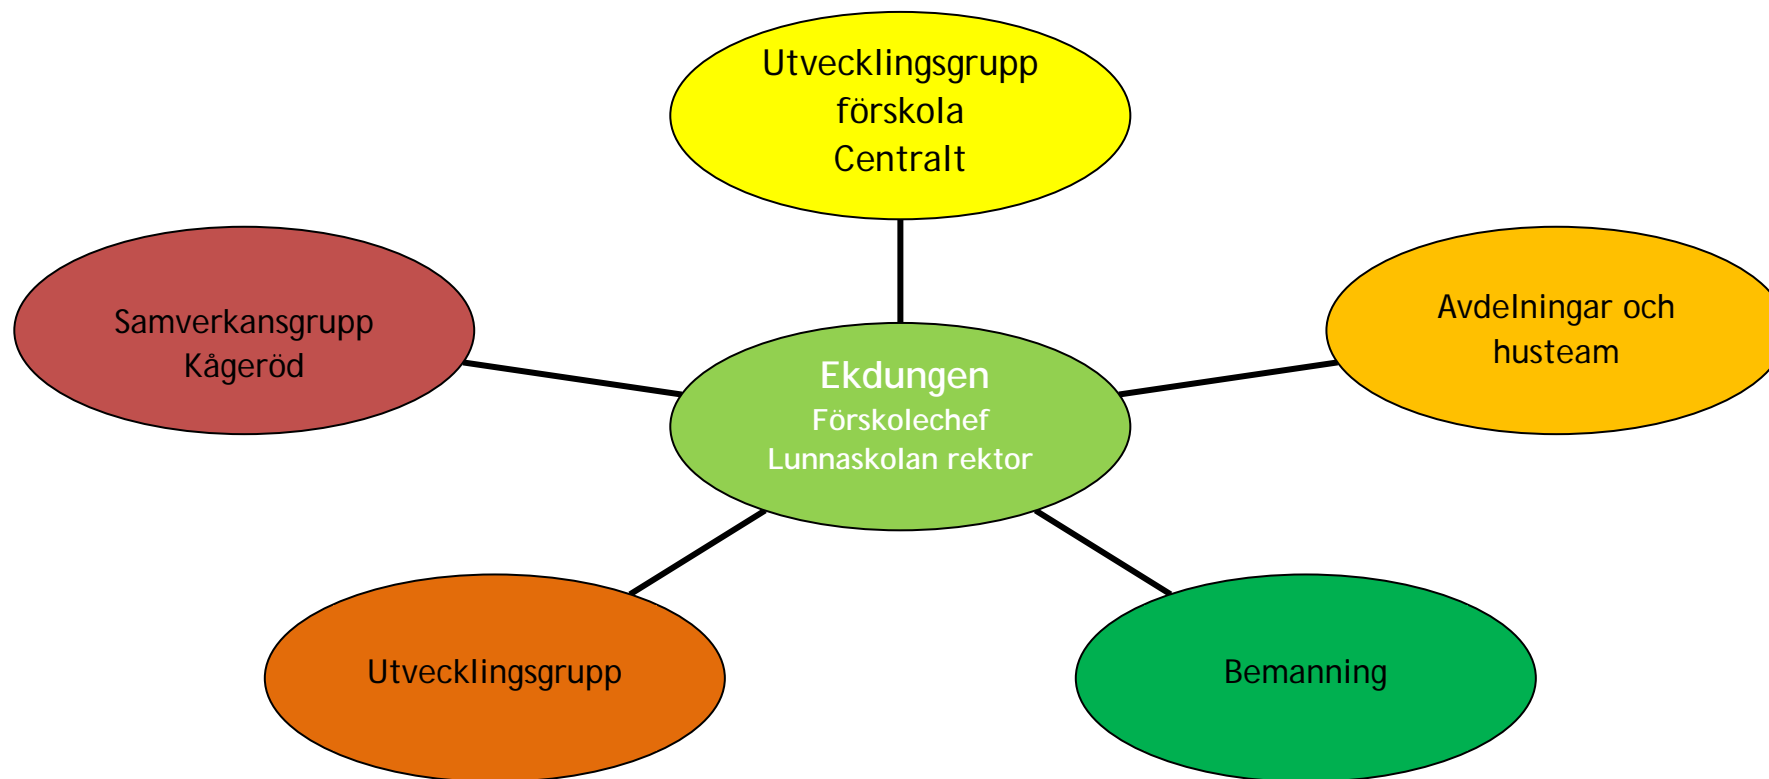 Utvecklingsgrupp
förskola
Centralt
Samverkansgrupp
Kågeröd
Avdelningar och
husteam
Ekdungen
Förskolechef
Lunnaskolan rektor
Utvecklingsgrupp
Bemanning